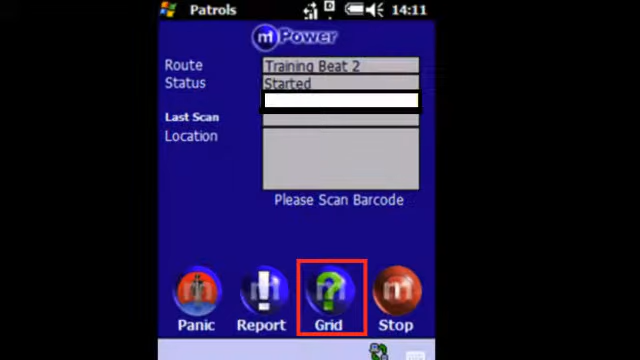 Patrols 14:11
m Power
Route Training Beat 2
Status Started
Last Scan
Location
Please Scan Barcode
m ! m ? m m
Panic Report Grid Stop